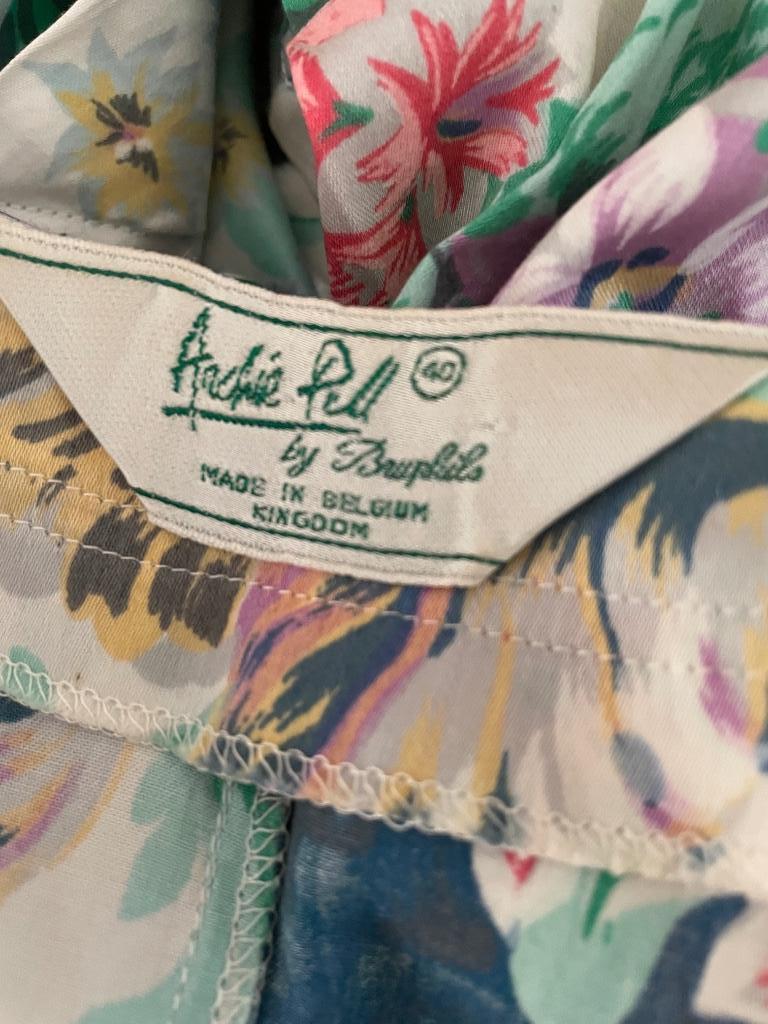 Archie Pell 40
by Bruphils
MADE IN BELGIUM
KINGDOM